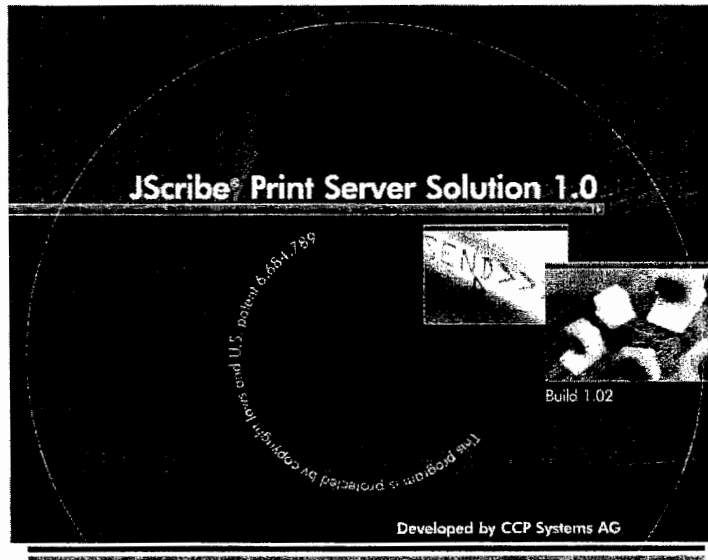 JScribe® Print Server Solution 1.0
SEND>>
This program is protected by copyright laws and U.S. patent 6,684,789
Build 1.02
Developed by CCP Systems AG